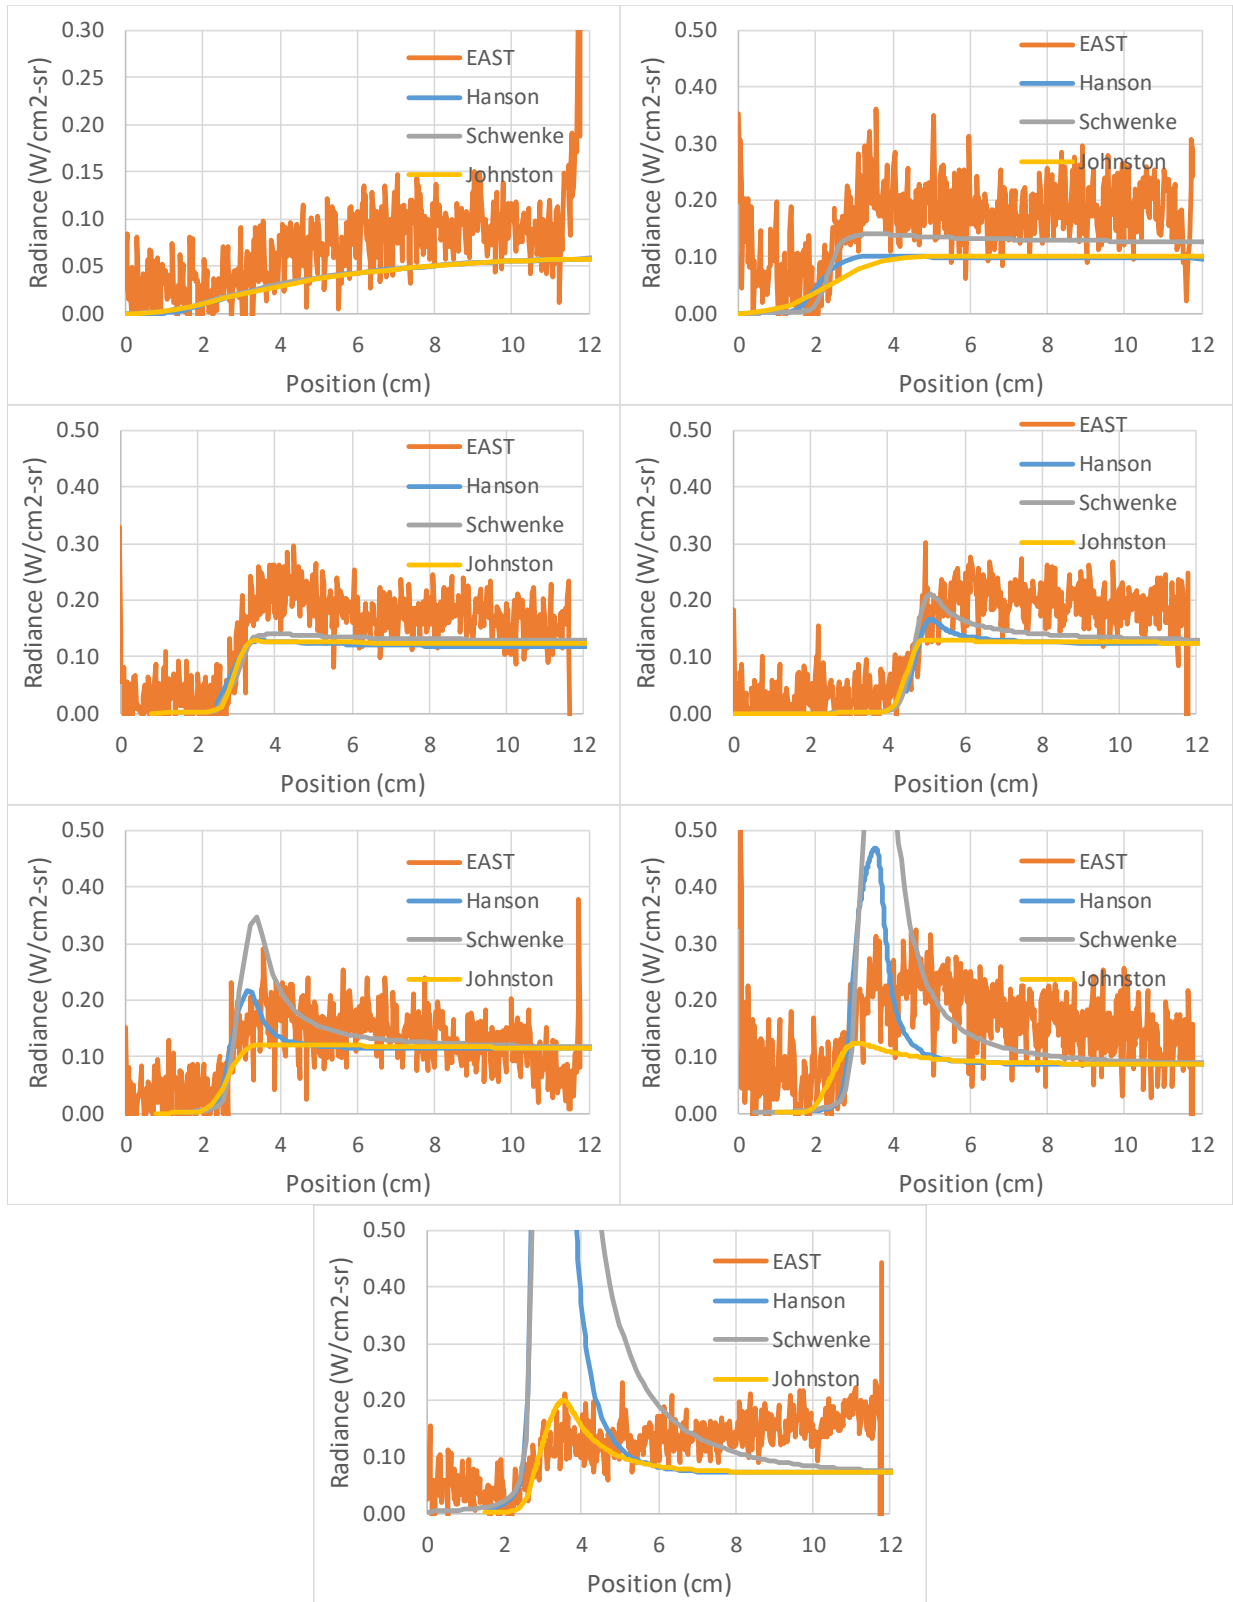 Radiance (W/cm2-sr)
0.30
0.25
0.20
0.15
0.10
0.05
0.00
EAST
Hanson
Schwenke
Johnston
0 2 4 6 8 10 12
Position (cm)
Radiance (W/cm2-sr)
0.50
0.40
0.30
0.20
0.10
0.00
EAST
Hanson
Schwenke
Johnston
0 2 4 6 8 10 12
Position (cm)
Radiance (W/cm2-sr)
0.50
0.40
0.30
0.20
0.10
0.00
EAST
Hanson
Schwenke
Johnston
0 2 4 6 8 10 12
Position (cm)
Radiance (W/cm2-sr)
0.50
0.40
0.30
0.20
0.10
0.00
EAST
Hanson
Schwenke
Johnston
0 2 4 6 8 10 12
Position (cm)
Radiance (W/cm2-sr)
0.50
0.40
0.30
0.20
0.10
0.00
EAST
Hanson
Schwenke
Johnston
0 2 4 6 8 10 12
Position (cm)
Radiance (W/cm2-sr)
0.50
0.40
0.30
0.20
0.10
0.00
EAST
Hanson
Schwenke
Johnston
0 2 4 6 8 10 12
Position (cm)
Radiance (W/cm2-sr)
0.50
0.40
0.30
0.20
0.10
0.00
EAST
Hanson
Schwenke
Johnston
0 2 4 6 8 10 12
Position (cm)